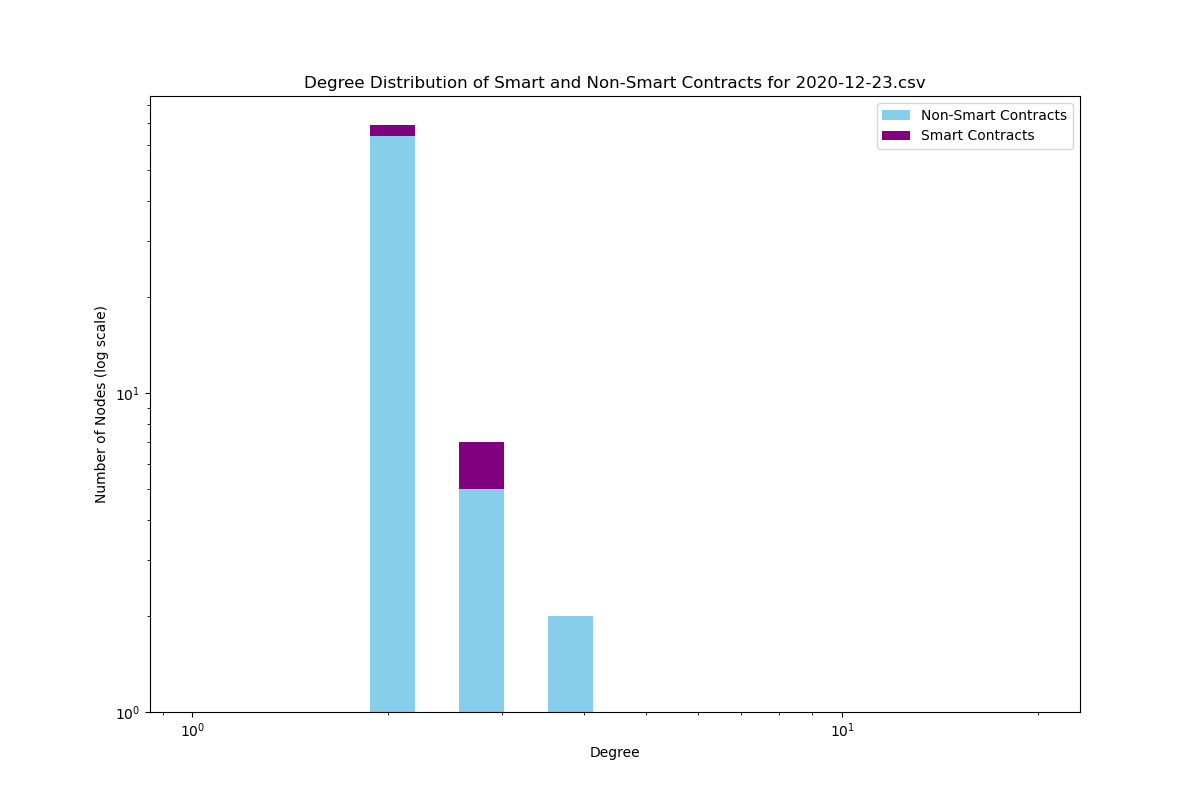 Degree Distribution of Smart and Non-Smart Contracts for 2020-12-23.csv
Non-Smart Contracts
Smart Contracts
Number of Nodes (log scale)
10¹
10⁰
10⁰ 10¹
Degree